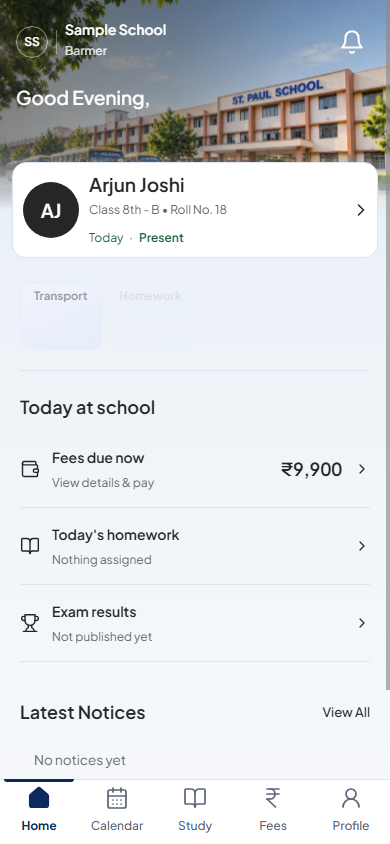 SS
Sample School
Barmer
Good Evening,
ST. PAUL SCHOOL
AJ
Arjun Joshi
Class 8th - B • Roll No. 18
Today · Present
Transport
Homework
Today at school
Fees due now
View details & pay
₹9,900
Today's homework
Nothing assigned
Exam results
Not published yet
Latest Notices
View All
No notices yet
Home
Calendar
Study
Fees
Profile